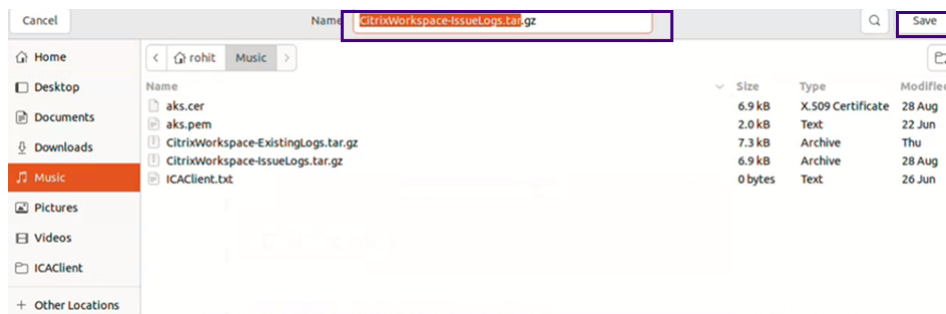 Cancel Name CitrixWorkspace-IssueLogs.tar.gz Save
Home
Desktop
Documents
Downloads
Music
Pictures
Videos
ICAClient
+ Other Locations
rohit Music
Name Size Type Modified
aks.cer 6.9 kB X.509 Certificate 28 Aug
aks.pem 2.0 kB Text 22 Jun
CitrixWorkspace-ExistingLogs.tar.gz 7.3 kB Archive Thu
CitrixWorkspace-IssueLogs.tar.gz 6.9 kB Archive 28 Aug
ICAClient.txt 0 bytes Text 26 Jun